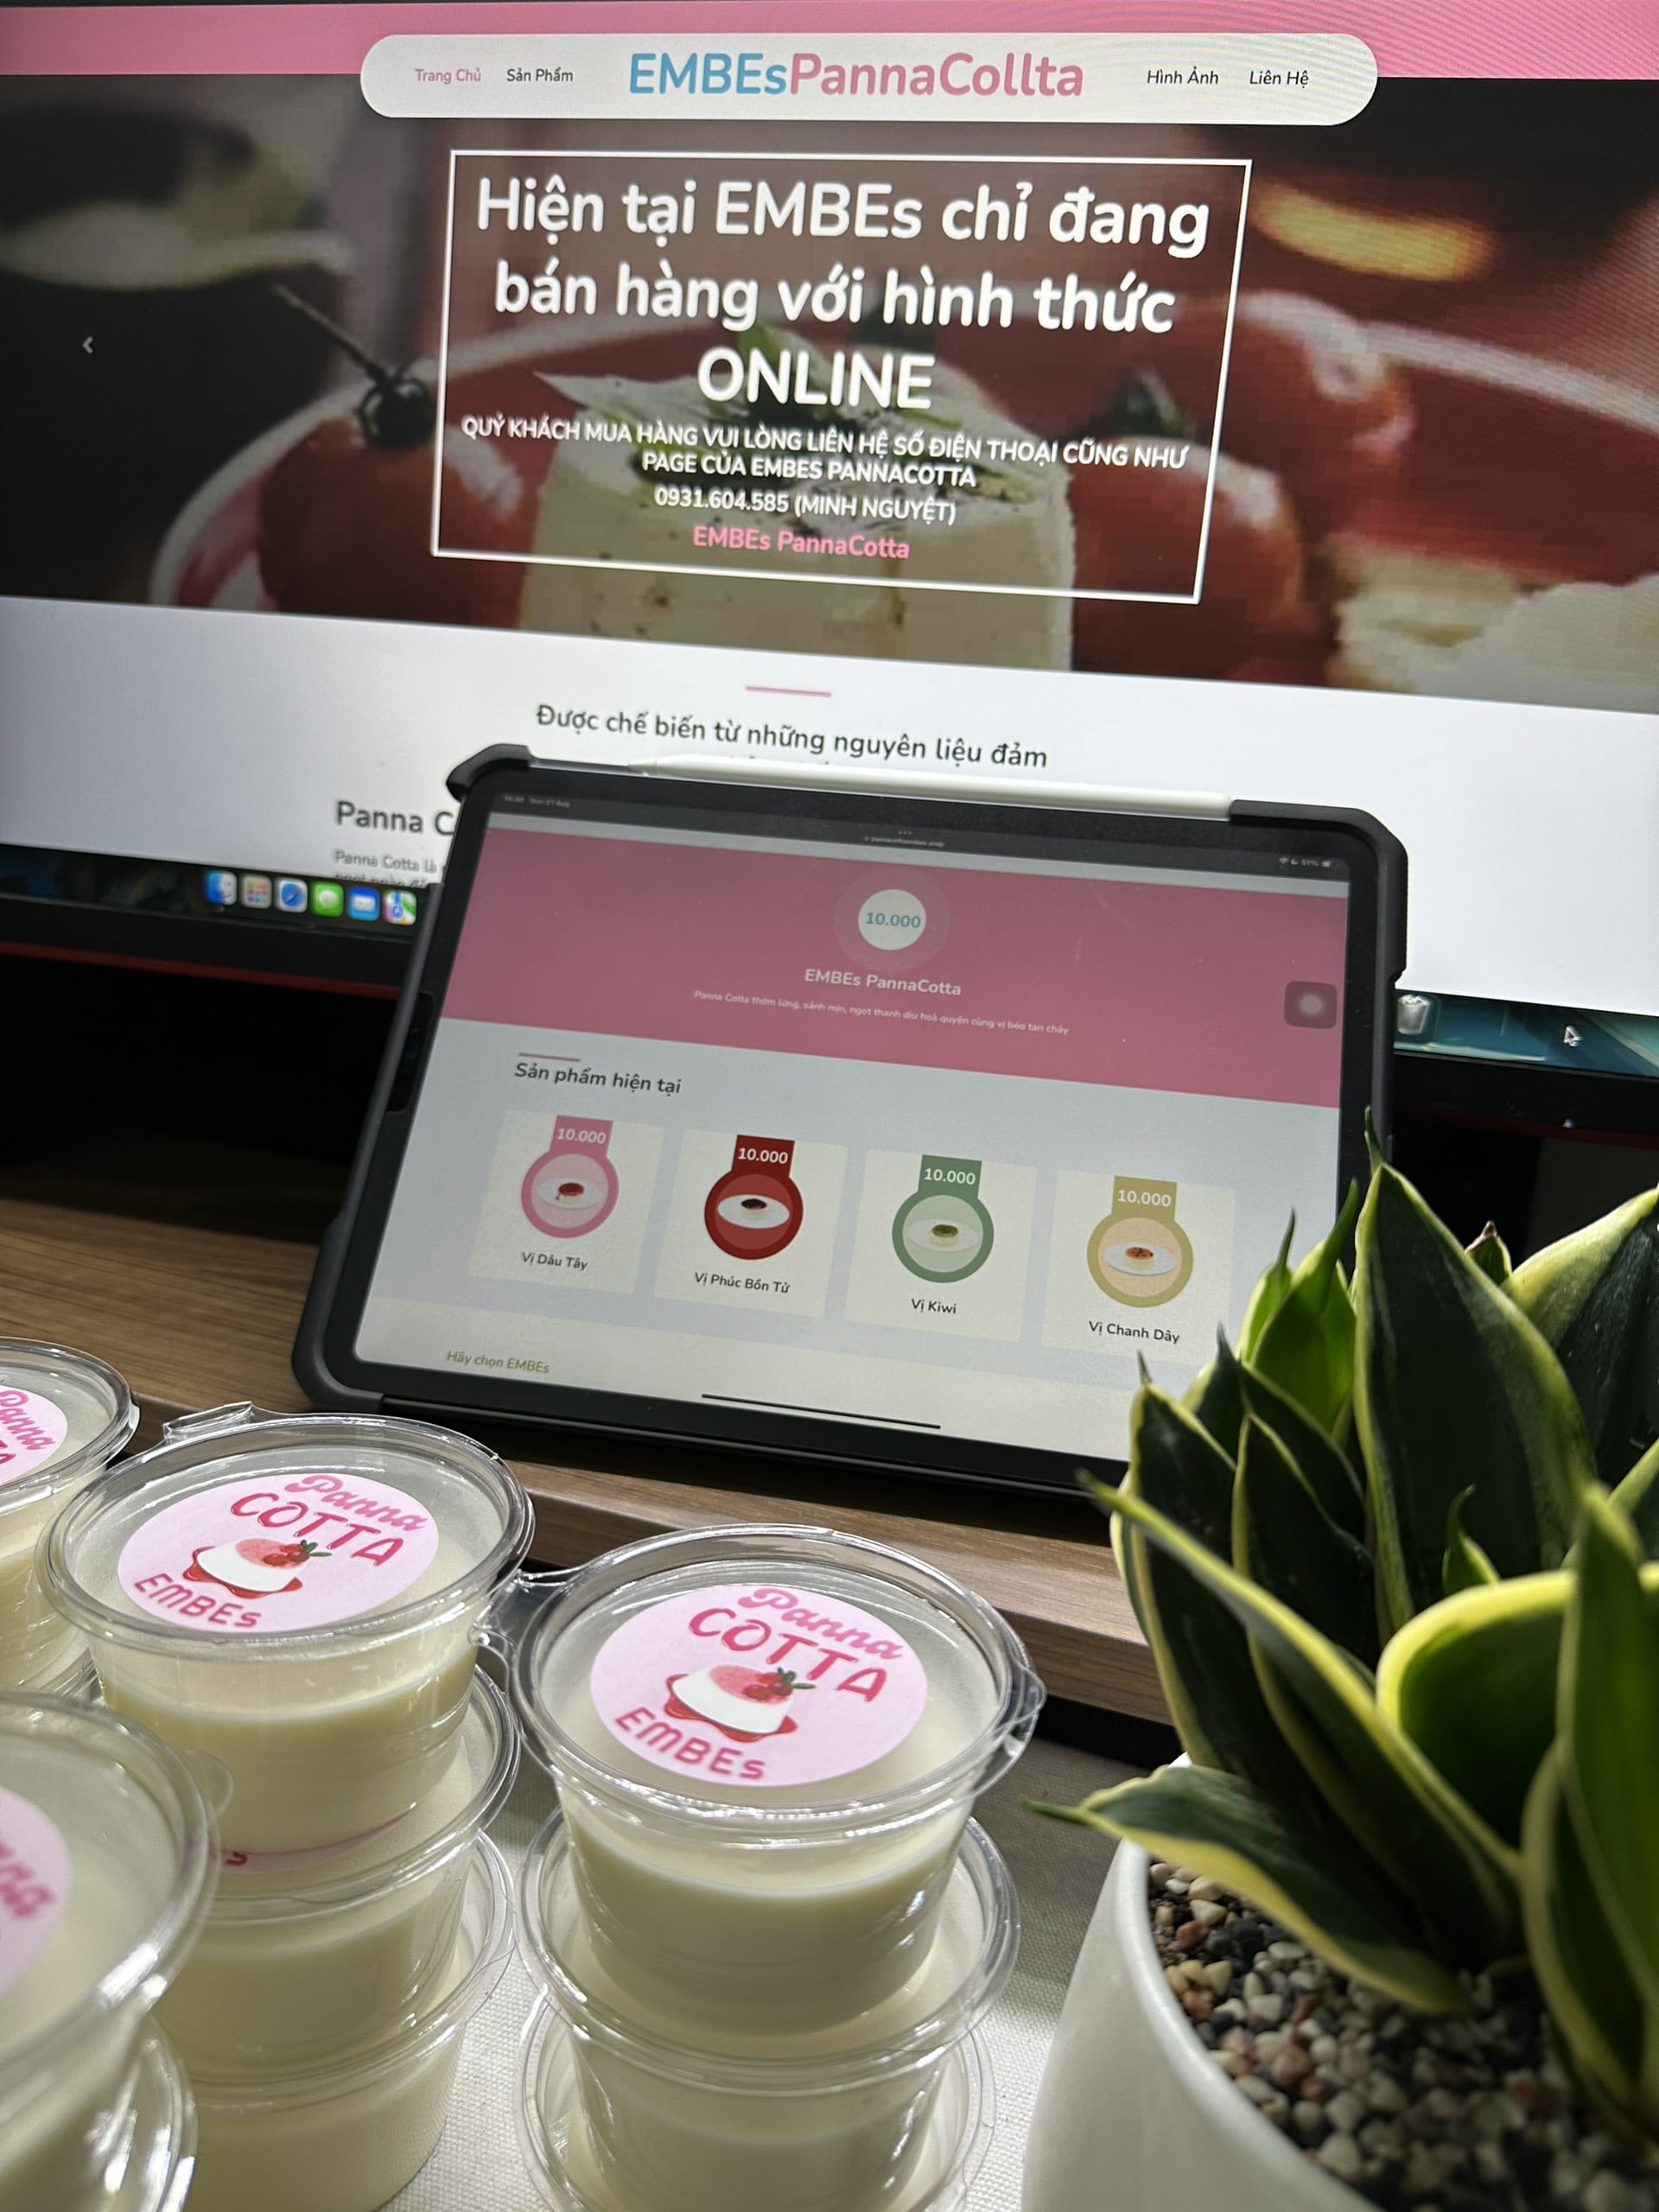 Trang Chủ
Sản Phẩm
EMBEsPannaCollta
Hình Ảnh
Liên Hệ
Hiện tại EMBEs chỉ đang
bán hàng với hình thức
ONLINE
QUÝ KHÁCH MUA HÀNG VUI LÒNG LIÊN HỆ SỐ ĐIỆN THOẠI CŨNG NHƯ
PAGE CỦA EMBES PANNACOTTA
0931.604.585 (MINH NGUYỆT)
EMBEs PannaCotta
Được chế biến từ những nguyên liệu đảm
Panna C
Panna Cotta là
10.000
EMBEs PannaCotta
Panna Cotta thơm lừng, sánh mịn, ngọt thanh dịu hoà quyện cùng vị béo tan chảy
Sản phẩm hiện tại
10.000
10.000
10.000
10.000
Vị Dâu Tây
Vị Phúc Bồn Tử
Vị Kiwi
Vị Chanh Dây
Hãy chọn EMBEs
Panna
Panna
COTTA
EMBEs
Panna
COTTA
EMBEs